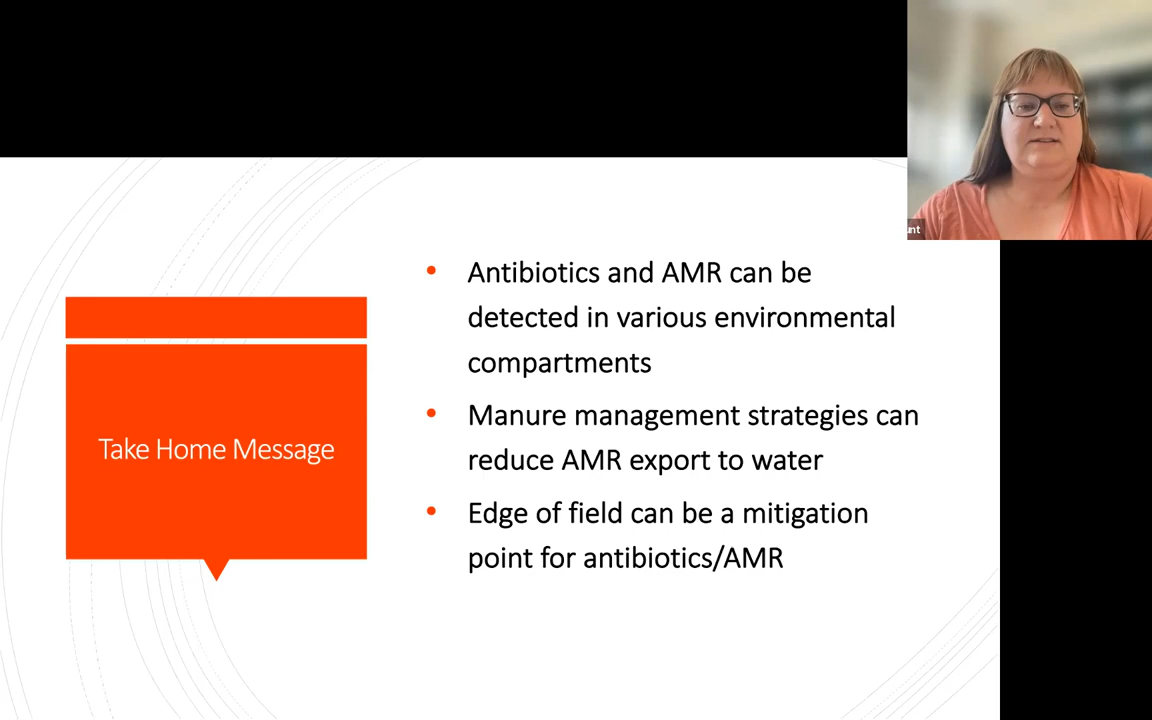 Antibiotics and AMR can be
detected in various environmental
compartments
Manure management strategies can
reduce AMR export to water
Edge of field can be a mitigation
point for antibiotics/AMR
Take Home Message